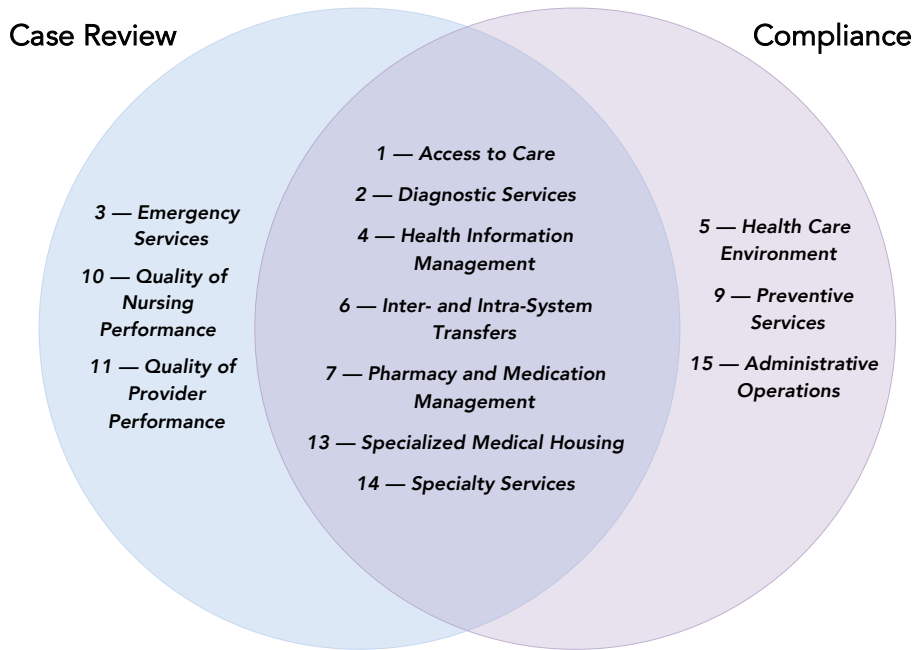 Case Review
Compliance
3 — Emergency
Services
10 — Quality of
Nursing
Performance
11 — Quality of
Provider
Performance
1 — Access to Care
2 — Diagnostic Services
4 — Health Information
Management
6 — Inter- and Intra-System
Transfers
7 — Pharmacy and Medication
Management
13 — Specialized Medical Housing
14 — Specialty Services
5 — Health Care
Environment
9 — Preventive
Services
15 — Administrative
Operations